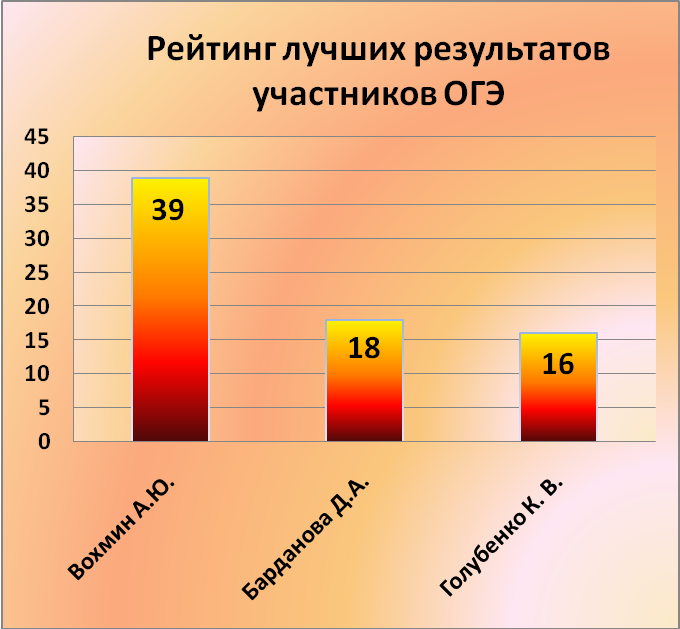 Рейтинг лучших результатов
участников ОГЭ
45
40
35
30
25
20
15
10
5
0
39
18
16
Вохмин А.Ю.
Барданова Д.А.
Голубенко К. В.